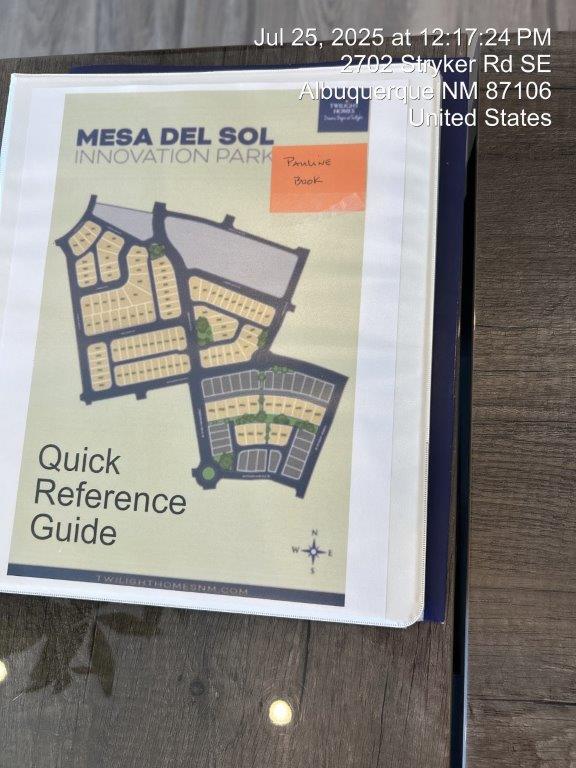 Jul 25, 2025 at 12:17:24 PM
2702 Stryker Rd SE
Albuquerque NM 87106
United States
TWILIGHT
HOMES
MESA DEL SOL
INNOVATION PARK
PAULINE
BOOK
Quick
Reference
Guide
N
W E
S
TWILIGHTHOMESNM.COM